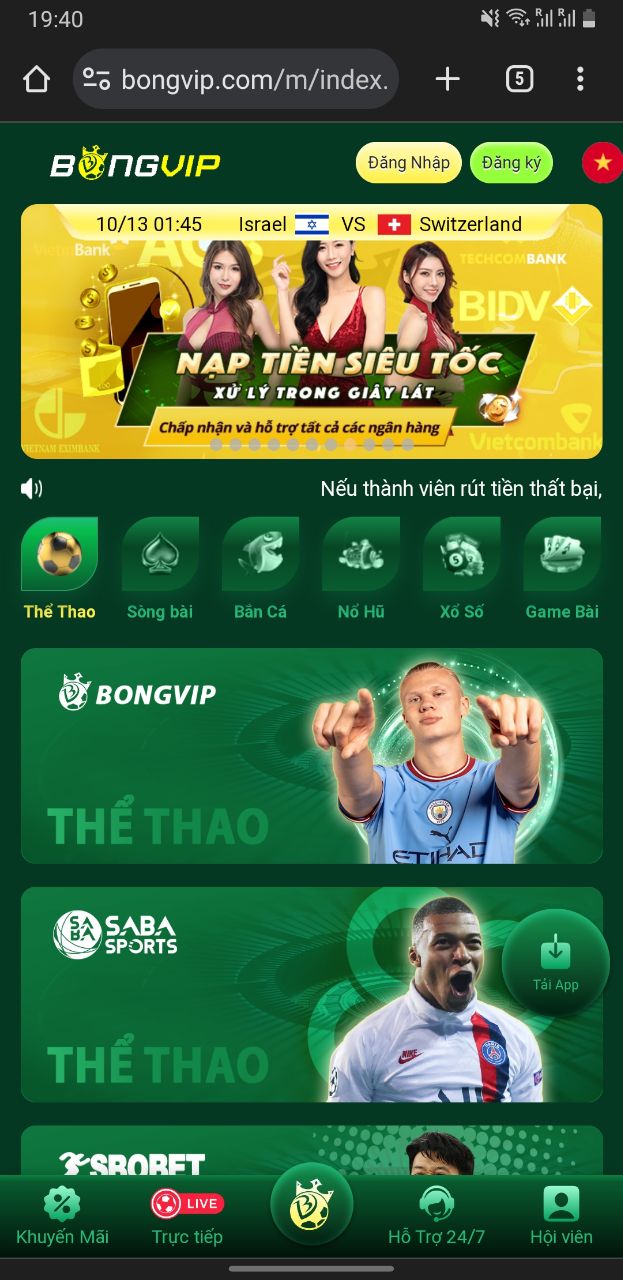 19:40
bongvip.com/m/index.
5
BONGVIP
Đăng Nhập
Đăng ký
10/13 01:45 Israel VS Switzerland
VietinBank
ACB
TECHCOMBANK
BIDV
NẠP TIỀN SIÊU TỐC
XỬ LÝ TRONG GIÂY LÁT
Chấp nhận và hỗ trợ tất cả các ngân hàng
VIETNAM EXIMBANK
Vietcombank
Nếu thành viên rút tiền thất bại,
Thể Thao
Sòng bài
Bắn Cá
Nổ Hũ
Xổ Số
Game Bài
BONGVIP
THỂ THAO
ETIHAD
SABA
SPORTS
THỂ THAO
Tải App
SBOBET
LIVE
Khuyến Mãi
Trực tiếp
Hỗ Trợ 24/7
Hội viên